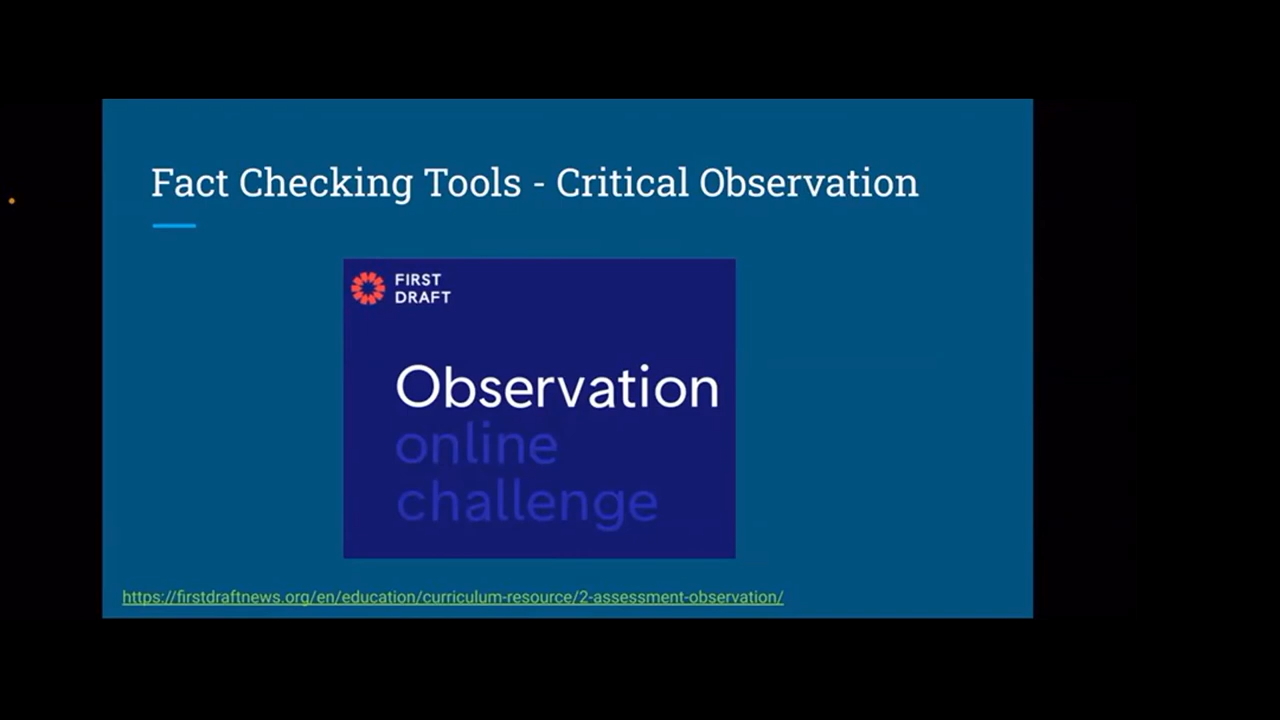 Fact Checking Tools - Critical Observation
FIRST
DRAFT
Observation
online
challenge
https://firstdraftnews.org/en/education/curriculum-resource/2-assessment-observation/